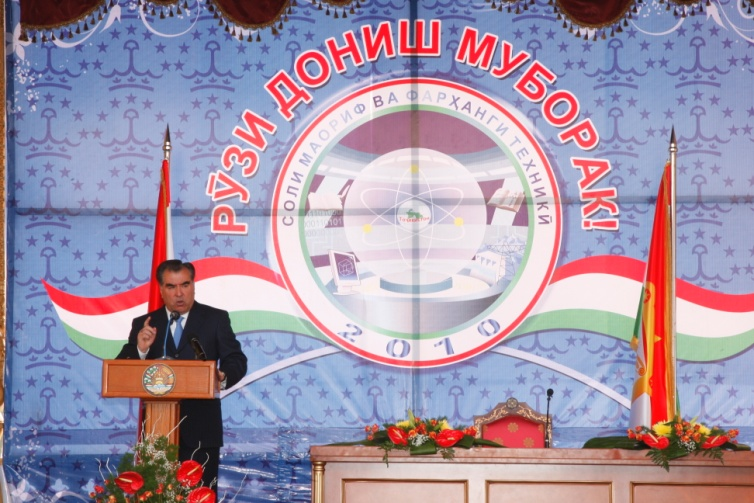 РӮЗИ ДОНИШ МУБОРАК!
СОЛИ МАОРИФ ВА ФАРҲАНГИ ТЕХНИКӢ
2010